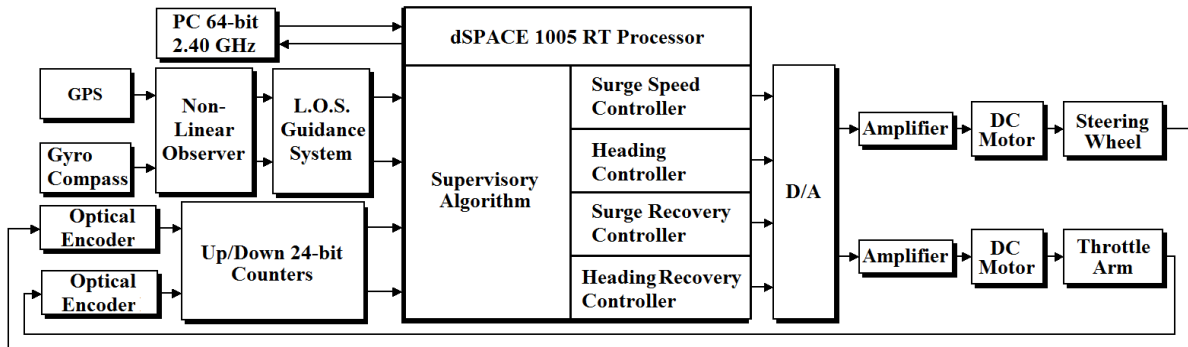 PC 64-bit
2.40 GHz
dSPACE 1005 RT Processor
GPS
Non-
Linear
Observer
L.O.S.
Guidance
System
Gyro
Compass
Optical
Encoder
Optical
Encoder
Up/Down 24-bit
Counters
Supervisory
Algorithm
Surge Speed
Controller
Heading
Controller
Surge Recovery
Controller
Heading Recovery
Controller
D/A
Amplifier
DC
Motor
Steering
Wheel
Amplifier
DC
Motor
Throttle
Arm